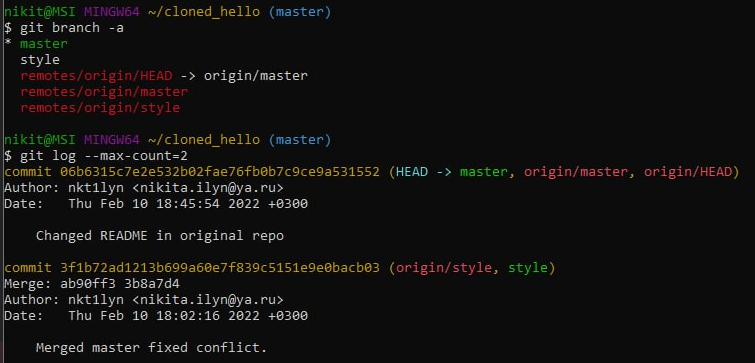 nikit@MSI MINGW64 ~/cloned_hello (master)
$ git branch -a
* master
  style
  remotes/origin/HEAD -> origin/master
  remotes/origin/master
  remotes/origin/style
nikit@MSI MINGW64 ~/cloned_hello (master)
$ git log --max-count=2
commit 06b6315c7e2e532b02fae76fb0b7c9ce9a531552 (HEAD -> master, origin/master, origin/HEAD)
Author: nkt1lyn <nikita.ilyn@ya.ru>
Date:   Thu Feb 10 18:45:54 2022 +0300
    Changed README in original repo
commit 3f1b72ad1213b699a60e7f839c5151e9e0bacb03 (origin/style, style)
Merge: ab90ff3 3b8a7d4
Author: nkt1lyn <nikita.ilyn@ya.ru>
Date:   Thu Feb 10 18:02:16 2022 +0300
    Merged master fixed conflict.